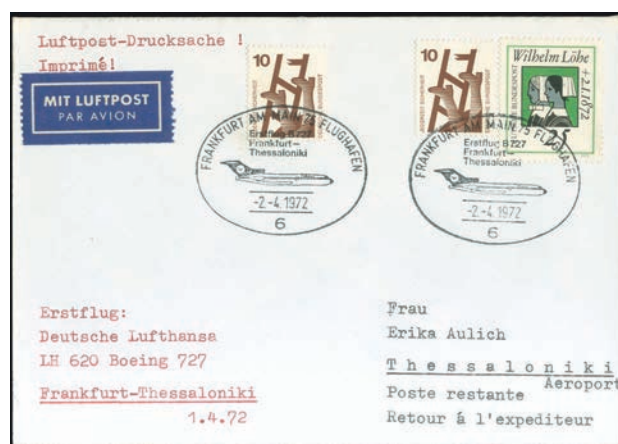 Luftpost-Drucksache !
Imprimé!
MIT LUFTPOST
PAR AVION
10
10
Wilhelm Löhe
+2.1.1872
25
FRANKFURT AM MAIN 75 FLUGHAFEN
Erstflug B727
Frankfurt-
Thessaloniki
-2.-4.1972
6
FRANKFURT AM MAIN 75 FLUGHAFEN
Erstflug B727
Frankfurt-
Thessaloniki
-2.-4.1972
6
Erstflug:
Deutsche Lufthansa
LH 620 Boeing 727
Frankfurt-Thessaloniki
1.4.72
Frau
Erika Aulich
Thessaloniki
Aeroport
Poste restante
Retour á l'expediteur